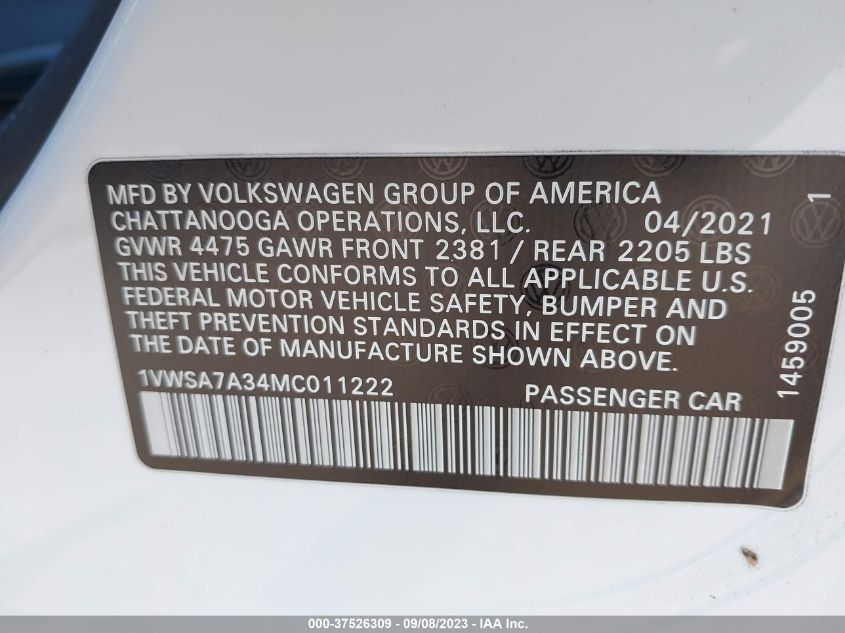 MFD BY VOLKSWAGEN GROUP OF AMERICA
CHATTANOOGA OPERATIONS, LLC. 04/2021
GVWR 4475 GAWR FRONT 2381 / REAR 2205 LBS
THIS VEHICLE CONFORMS TO ALL APPLICABLE U.S.
FEDERAL MOTOR VEHICLE SAFETY, BUMPER AND
THEFT PREVENTION STANDARDS IN EFFECT ON
THE DATE OF MANUFACTURE SHOWN ABOVE.
1VWSA7A34MC011222 PASSENGER CAR
1459005 1
000-37526309 - 09/08/2023 - IAA Inc.